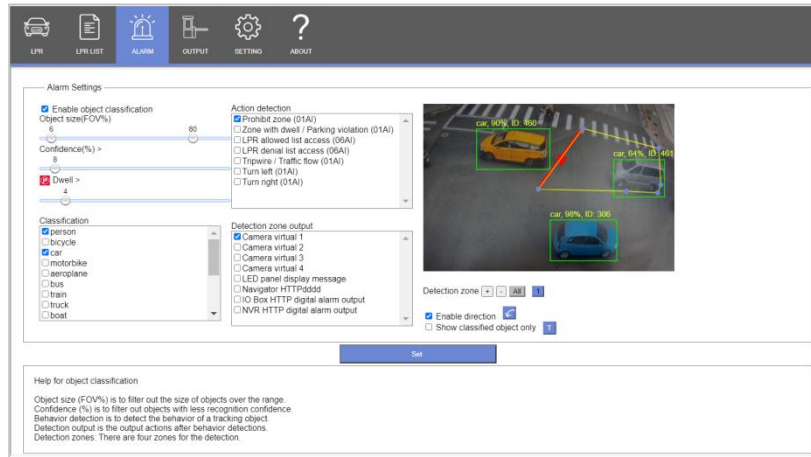 LPR
LPR LIST
ALARM
OUTPUT
SETTING
ABOUT
Alarm Settings
Enable object classification
Object size(FOV%)
6 60
Confidence(%) >
8
Dwell >
4
Classification
person
bicycle
car
motorbike
aeroplane
bus
train
truck
boat
Action detection
Prohibit zone (01AI)
Zone with dwell / Parking violation (01AI)
LPR allowed list access (06AI)
LPR denial list access (06AI)
Tripwire / Traffic flow (01AI)
Turn left (01AI)
Turn right (01AI)
Detection zone output
Camera virtual 1
Camera virtual 2
Camera virtual 3
Camera virtual 4
LED panel display message
Navigator HTTPdddd
IO Box HTTP digital alarm output
NVR HTTP digital alarm output
car, 90%, ID: 460
car, 64%, ID: 461
car, 98%, ID: 306
Detection zone + - All 1
Enable direction
Show classified object only T
Set
Help for object classification
Object size (FOV%) is to filter out the size of objects over the range.
Confidence (%) is to filter out objects with less recognition confidence.
Behavior detection is to detect the behavior of a tracking object.
Detection output is the output actions after behavior detections.
Detection zones: There are four zones for the detection.